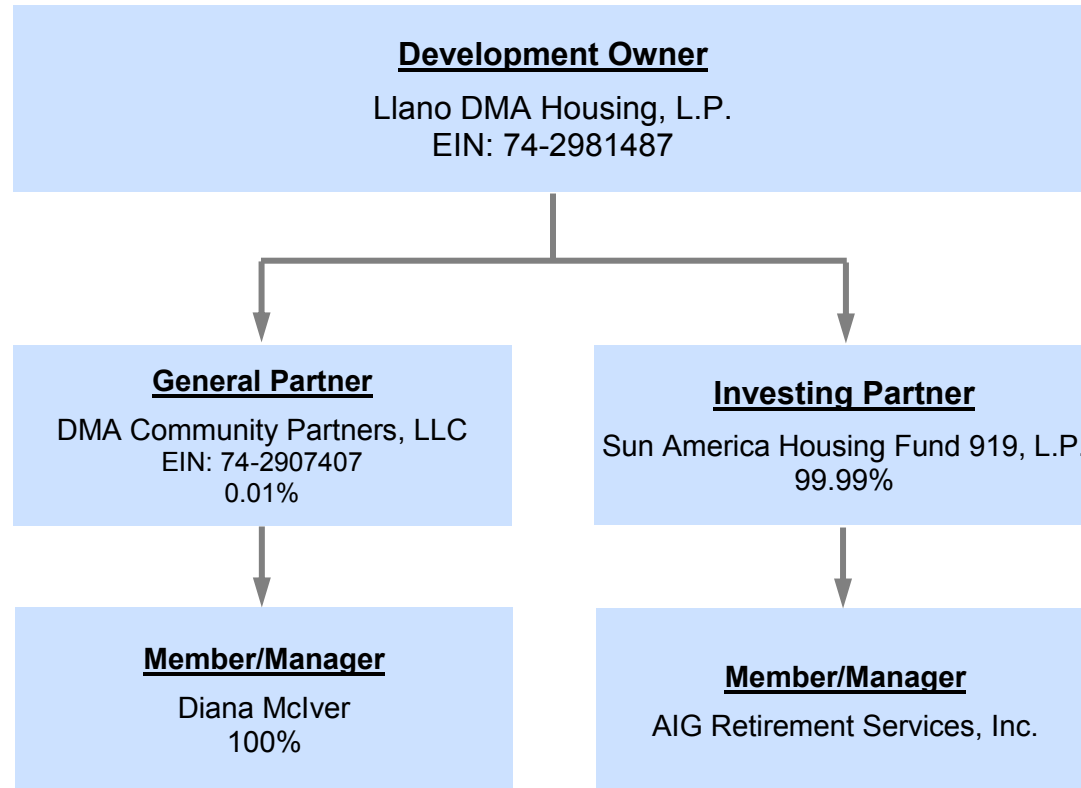 Development Owner
Llano DMA Housing, L.P.
EIN: 74-2981487
General Partner
DMA Community Partners, LLC
EIN: 74-2907407
0.01%
Investing Partner
Sun America Housing Fund 919, L.P.
99.99%
Member/Manager
Diana McIver
100%
Member/Manager
AIG Retirement Services, Inc.